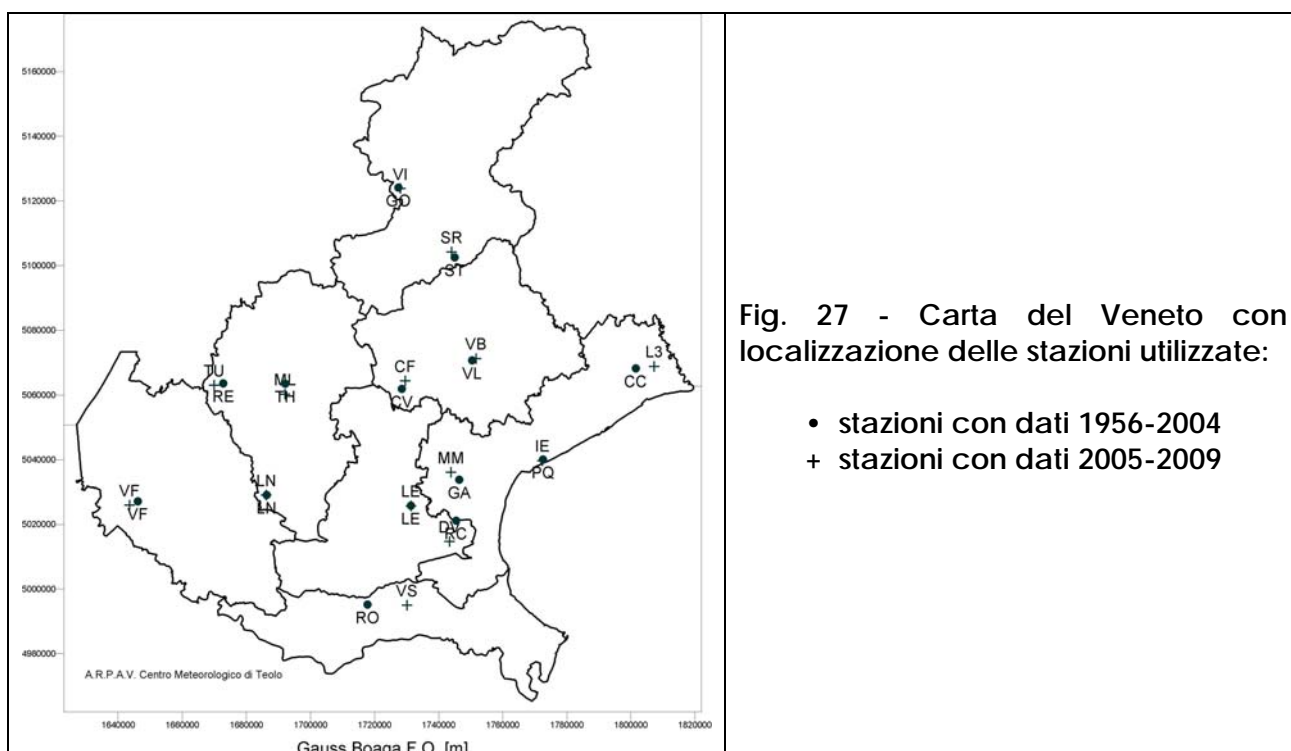 5160000
5140000
5120000
5100000
5080000
5060000
5040000
5020000
5000000
4980000
VI
GO
SR
ST
VB
VL
L3
CC
TU
RE
MI
TH
CF
CV
IE
PQ
MM
GA
LN
LN
LE
LE
VF
VF
DV
RC
VS
RO
A.R.P.A.V. Centro Meteorologico di Teolo
1640000 1660000 1680000 1700000 1720000 1740000 1760000 1780000 1800000 1820000
Gauss Boaga F.O. [m]
Fig. 27 - Carta del Veneto con
localizzazione delle stazioni utilizzate:
• stazioni con dati 1956-2004
+ stazioni con dati 2005-2009